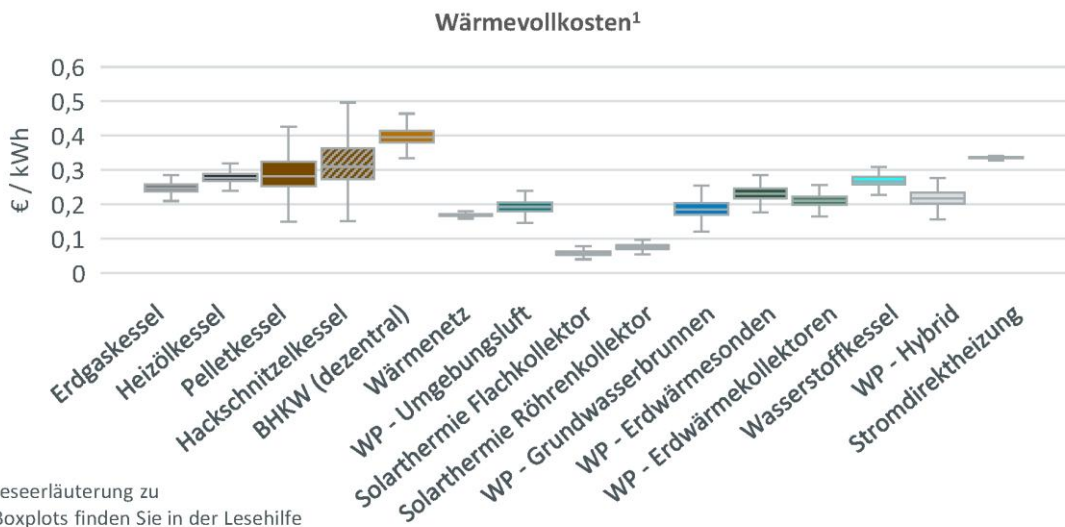 Wärmevollkosten¹
0,6
0,5
0,4
0,3
0,2
0,1
0
€ / kWh
Erdgaskessel
Heizölkessel
Pelletkessel
Hackschnitzelkessel
BHKW (dezentral)
Wärmenetz
WP - Umgebungsluft
Solarthermie Flachkollektor
Solarthermie Röhrenkollektor
WP - Grundwasserbrunnen
WP - Erdwärmesonden
WP - Erdwärmekollektoren
Wasserstoffkessel
WP - Hybrid
Stromdirektheizung
eseerläuterung zu
Boxplots finden Sie in der Lesehilfe